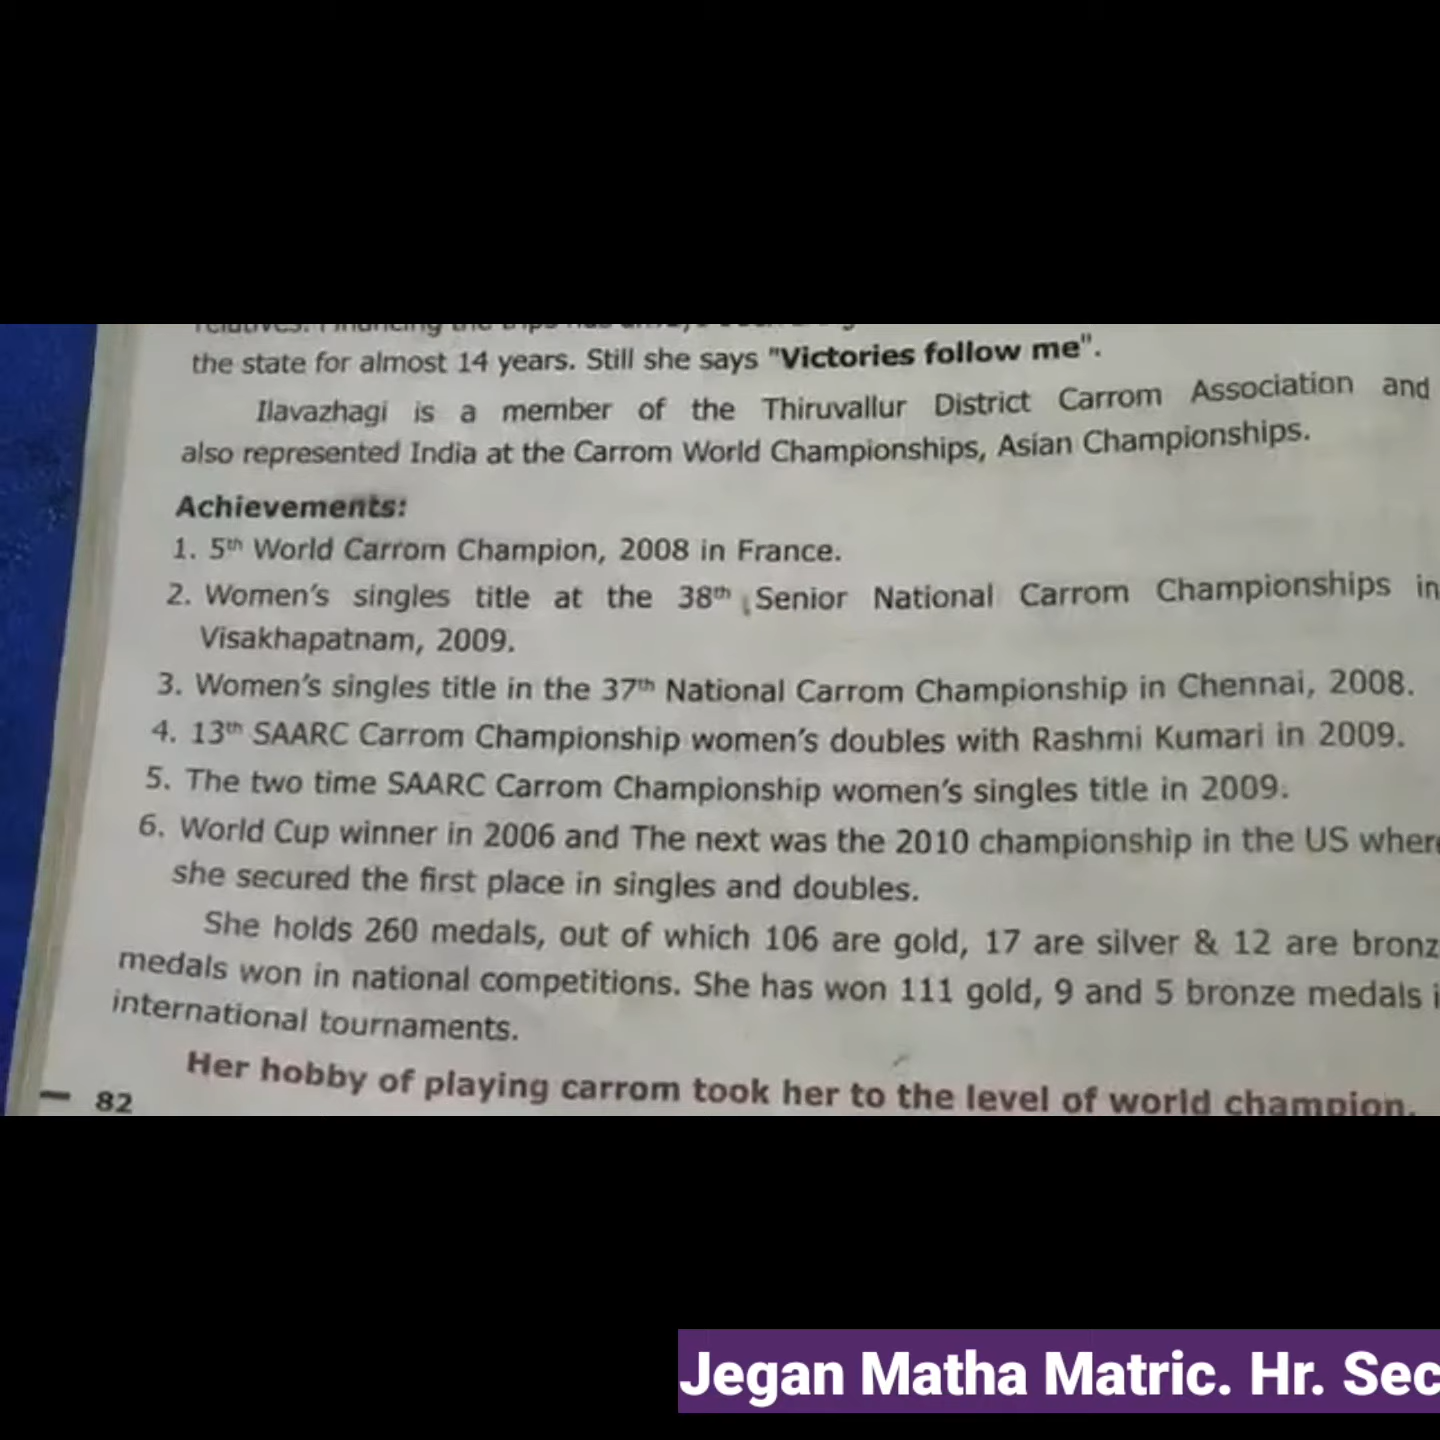 the state for almost 14 years. Still she says "Victories follow me".
Ilavazhagi is a member of the Thiruvallur District Carrom Association and
also represented India at the Carrom World Championships, Asian Championships.
Achievements:
1. 5th World Carrom Champion, 2008 in France.
2. Women's singles title at the 38th Senior National Carrom Championships in
Visakhapatnam, 2009.
3. Women's singles title in the 37th National Carrom Championship in Chennai, 2008.
4. 13th SAARC Carrom Championship women's doubles with Rashmi Kumari in 2009.
5. The two time SAARC Carrom Championship women's singles title in 2009.
6. World Cup winner in 2006 and The next was the 2010 championship in the US wher
she secured the first place in singles and doubles.
She holds 260 medals, out of which 106 are gold, 17 are silver & 12 are bronz
medals won in national competitions. She has won 111 gold, 9 and 5 bronze medals i
international tournaments.
Her hobby of playing carrom took her to the level of world champion.
82
Jegan Matha Matric. Hr. Sec